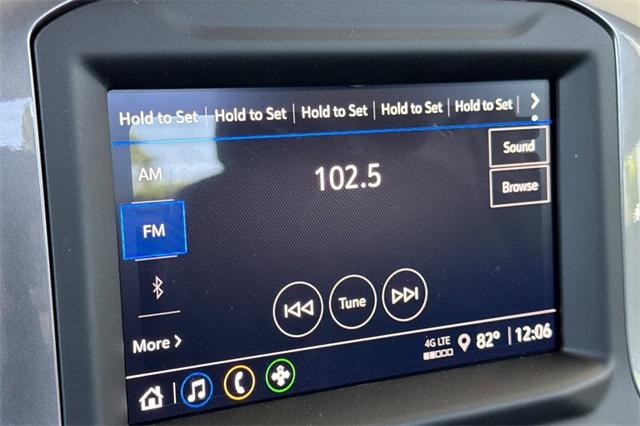 Hold to Set Hold to Set Hold to Set Hold to Set Hold to Set
AM
102.5
Sound
Browse
FM
Tune
More
4G LTE
82° 12:06